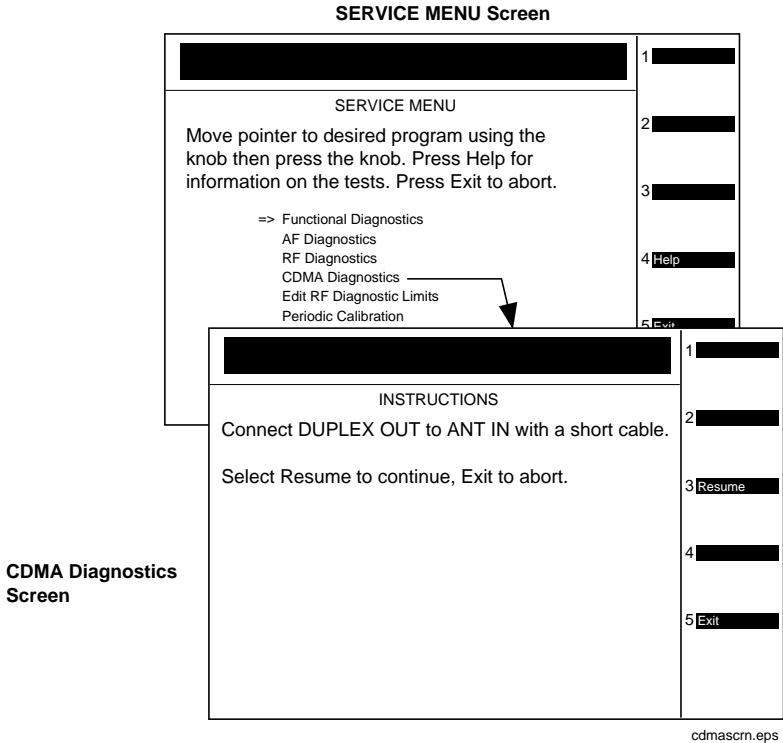 SERVICE MENU Screen
1
SERVICE MENU
2
Move pointer to desired program using the
knob then press the knob. Press Help for
information on the tests. Press Exit to abort.
3
=> Functional Diagnostics
AF Diagnostics
RF Diagnostics
4 Help
CDMA Diagnostics
Edit RF Diagnostic Limits
Periodic Calibration
5 Exit
1
INSTRUCTIONS
2
Connect DUPLEX OUT to ANT IN with a short cable.
Select Resume to continue, Exit to abort.
3 Resume
4
CDMA Diagnostics
Screen
5 Exit
cdmascrn.eps